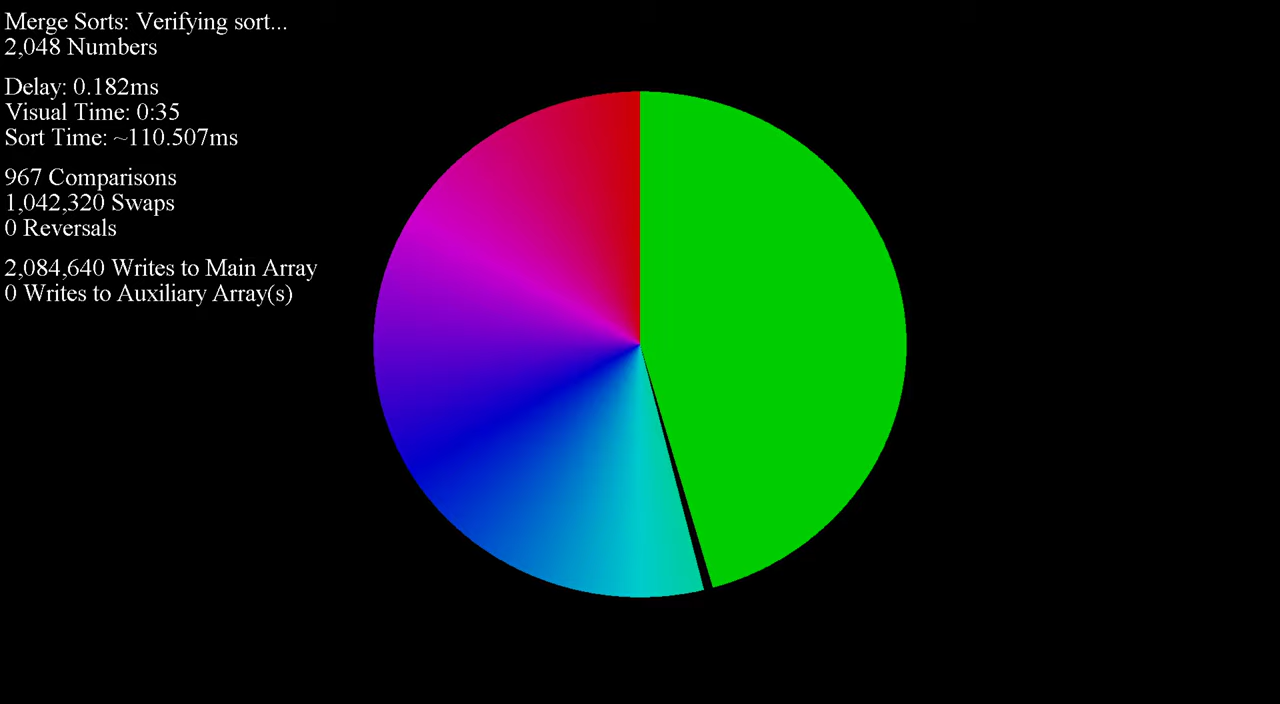 Merge Sorts: Verifying sort...
2,048 Numbers
Delay: 0.182ms
Visual Time: 0:35
Sort Time: ~110.507ms
967 Comparisons
1,042,320 Swaps
0 Reversals
2,084,640 Writes to Main Array
0 Writes to Auxiliary Array(s)